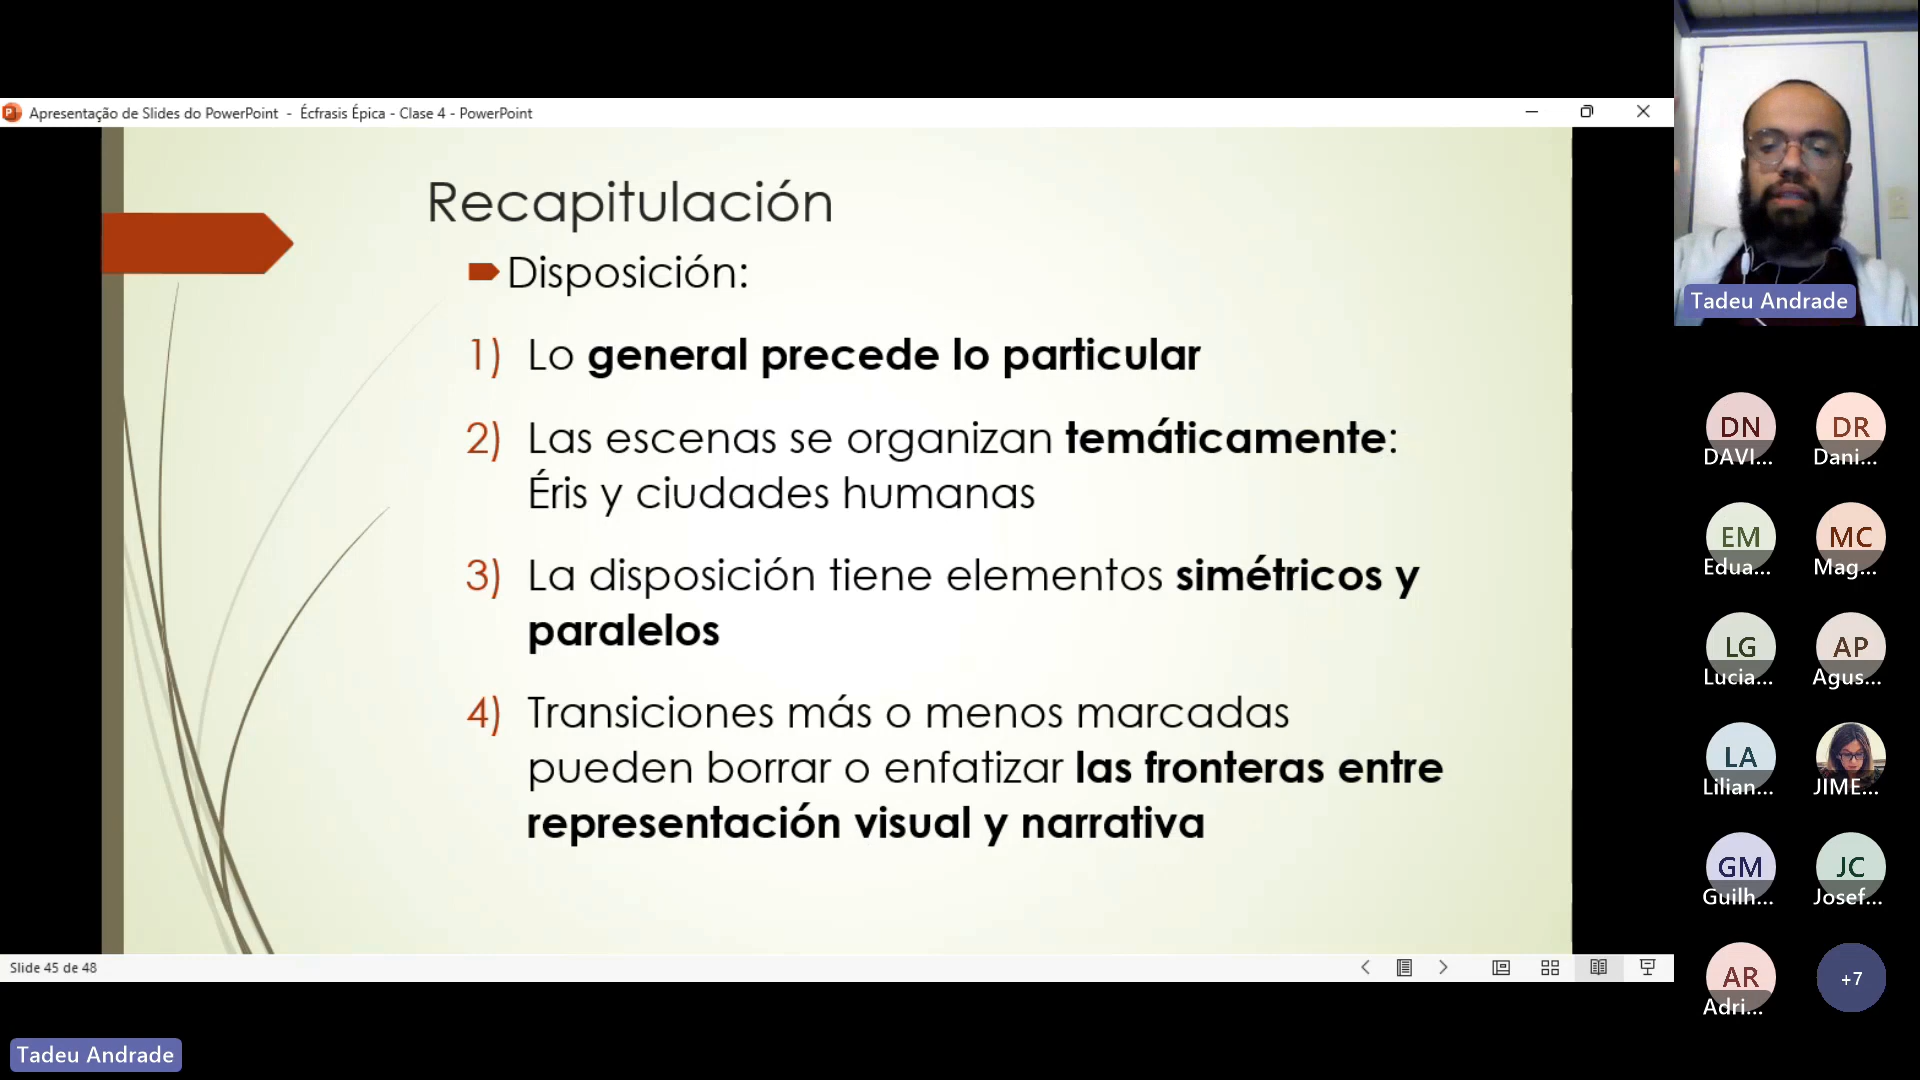 Apresentação de Slides do PowerPoint - Écfrasis Épica - Clase 4 - PowerPoint
Recapitulación
Disposición:
1) Lo general precede lo particular
2) Las escenas se organizan temáticamente:
Éris y ciudades humanas
3) La disposición tiene elementos simétricos y
paralelos
4) Transiciones más o menos marcadas
pueden borrar o enfatizar las fronteras entre
representación visual y narrativa
Slide 45 de 48
Tadeu Andrade
Tadeu Andrade
DN
DAVI...
DR
Dani...
EM
Edua...
MC
Mag...
LG
Lucia...
AP
Agus...
LA
Lilian...
JIME...
GM
Guilh...
JC
Josef...
AR
Adri...
+7